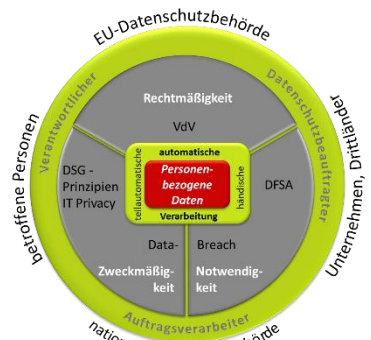 EU-Datenschutzbehörde
Verantwortlicher
Datenschutzbeauftragter
betroffene Personen
Unternehmen, Drittländer
Rechtmäßigkeit
VdV
automatische
teilautomatische
händische
Personen-
bezogene
Daten
Verarbeitung
DSG -
Prinzipien
IT Privacy
DFSA
Data-
Breach
Zweckmäßig-
keit
Notwendig-
keit
Auftragsverarbeiter